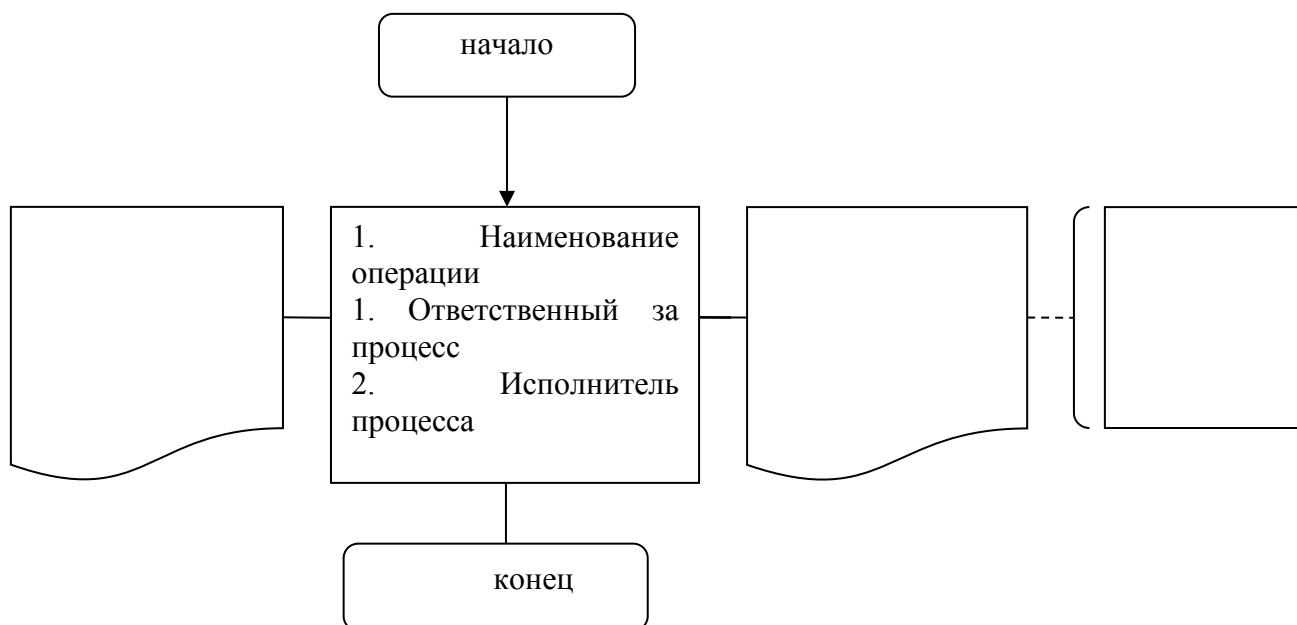 начало
1. Наименование
операции
1. Ответственный за
процесс
2. Исполнитель
процесса
конец